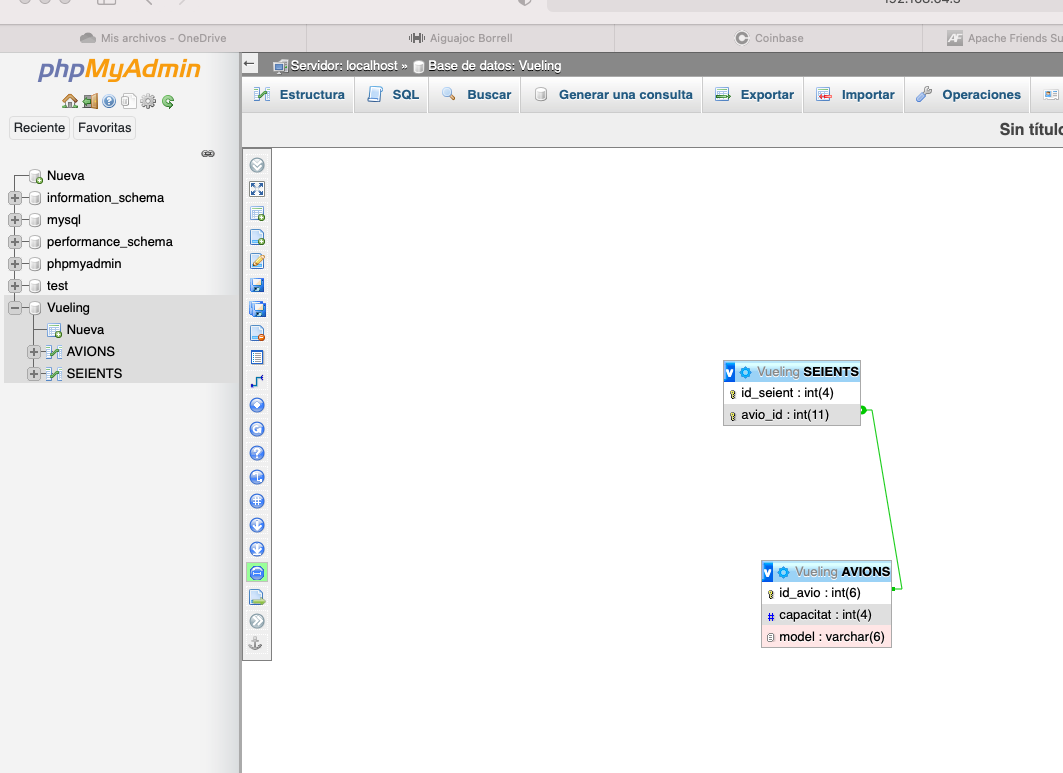 Mis archivos - OneDrive
Aiguajoc Borrell
Coinbase
Apache Friends Su
phpMyAdmin
Servidor: localhost » Base de datos: Vueling
Estructura
SQL
Buscar
Generar una consulta
Exportar
Importar
Operaciones
Reciente
Favoritas
Sin título
Nueva
information_schema
mysql
performance_schema
phpmyadmin
test
Vueling
Nueva
AVIONS
SEIENTS
v Vueling SEIENTS
id_seient : int(4)
avio_id : int(11)
v Vueling AVIONS
id_avio : int(6)
# capacitat : int(4)
model : varchar(6)